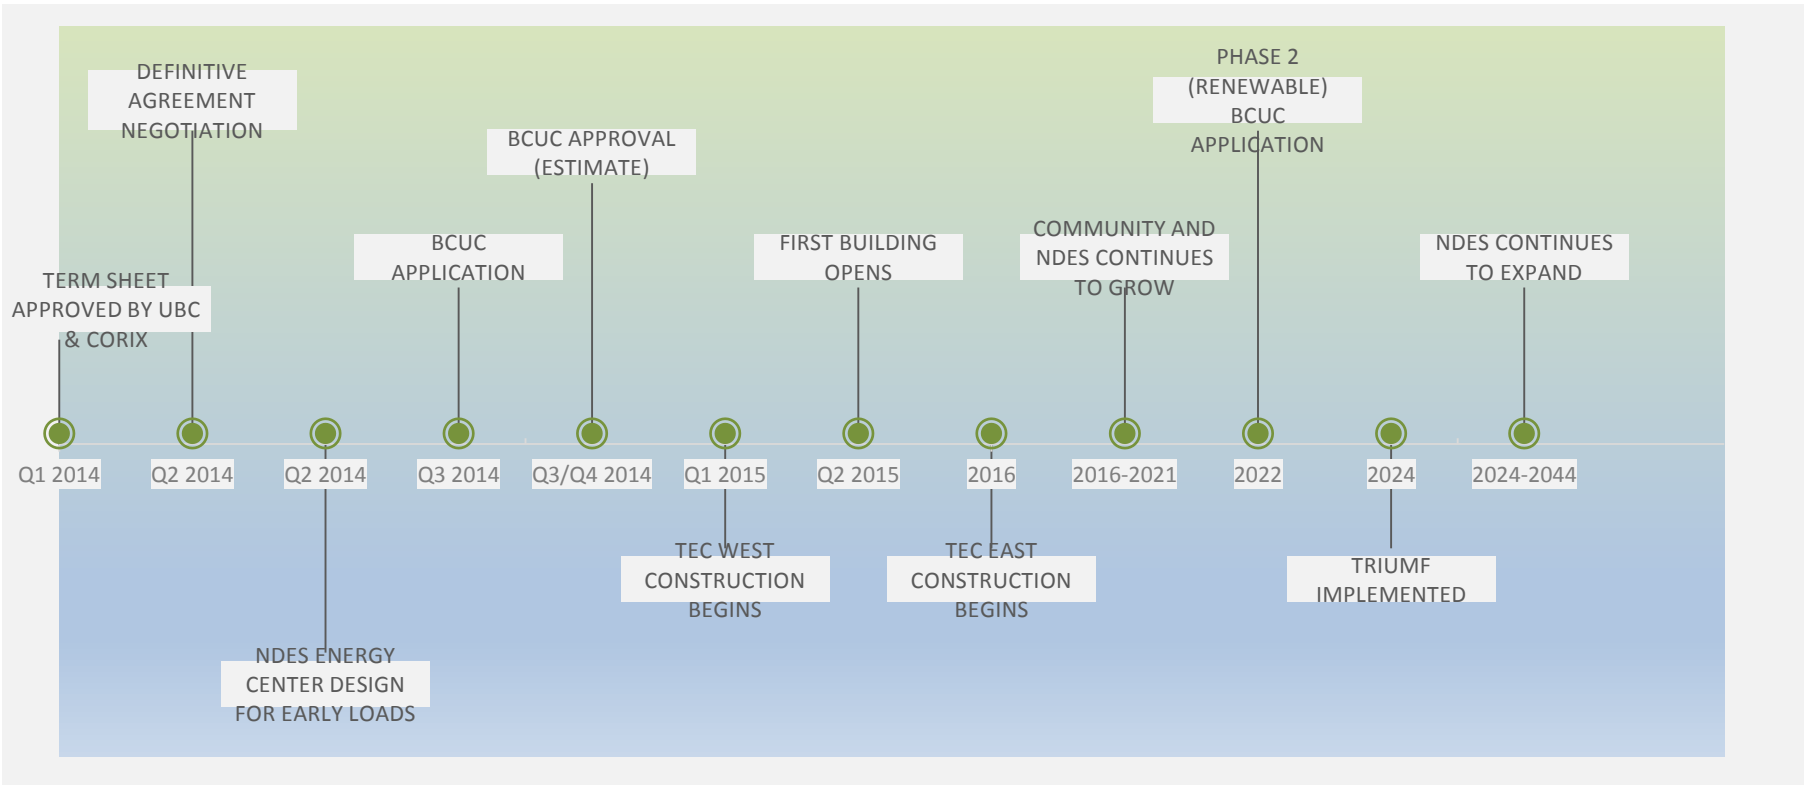 DEFINITIVE
AGREEMENT
NEGOTIATION
PHASE 2
(RENEWABLE)
BCUC
APPLICATION
BCUC APPROVAL
(ESTIMATE)
TERM SHEET
APPROVED BY UBC
& CORIX
BCUC
APPLICATION
FIRST BUILDING
OPENS
COMMUNITY AND
NDES CONTINUES
TO GROW
NDES CONTINUES
TO EXPAND
Q1 2014
Q2 2014
Q2 2014
Q3 2014
Q3/Q4 2014
Q1 2015
Q2 2015
2016
2016-2021
2022
2024
2024-2044
TEC WEST
CONSTRUCTION
BEGINS
TEC EAST
CONSTRUCTION
BEGINS
TRIUMF
IMPLEMENTED
NDES ENERGY
CENTER DESIGN
FOR EARLY LOADS